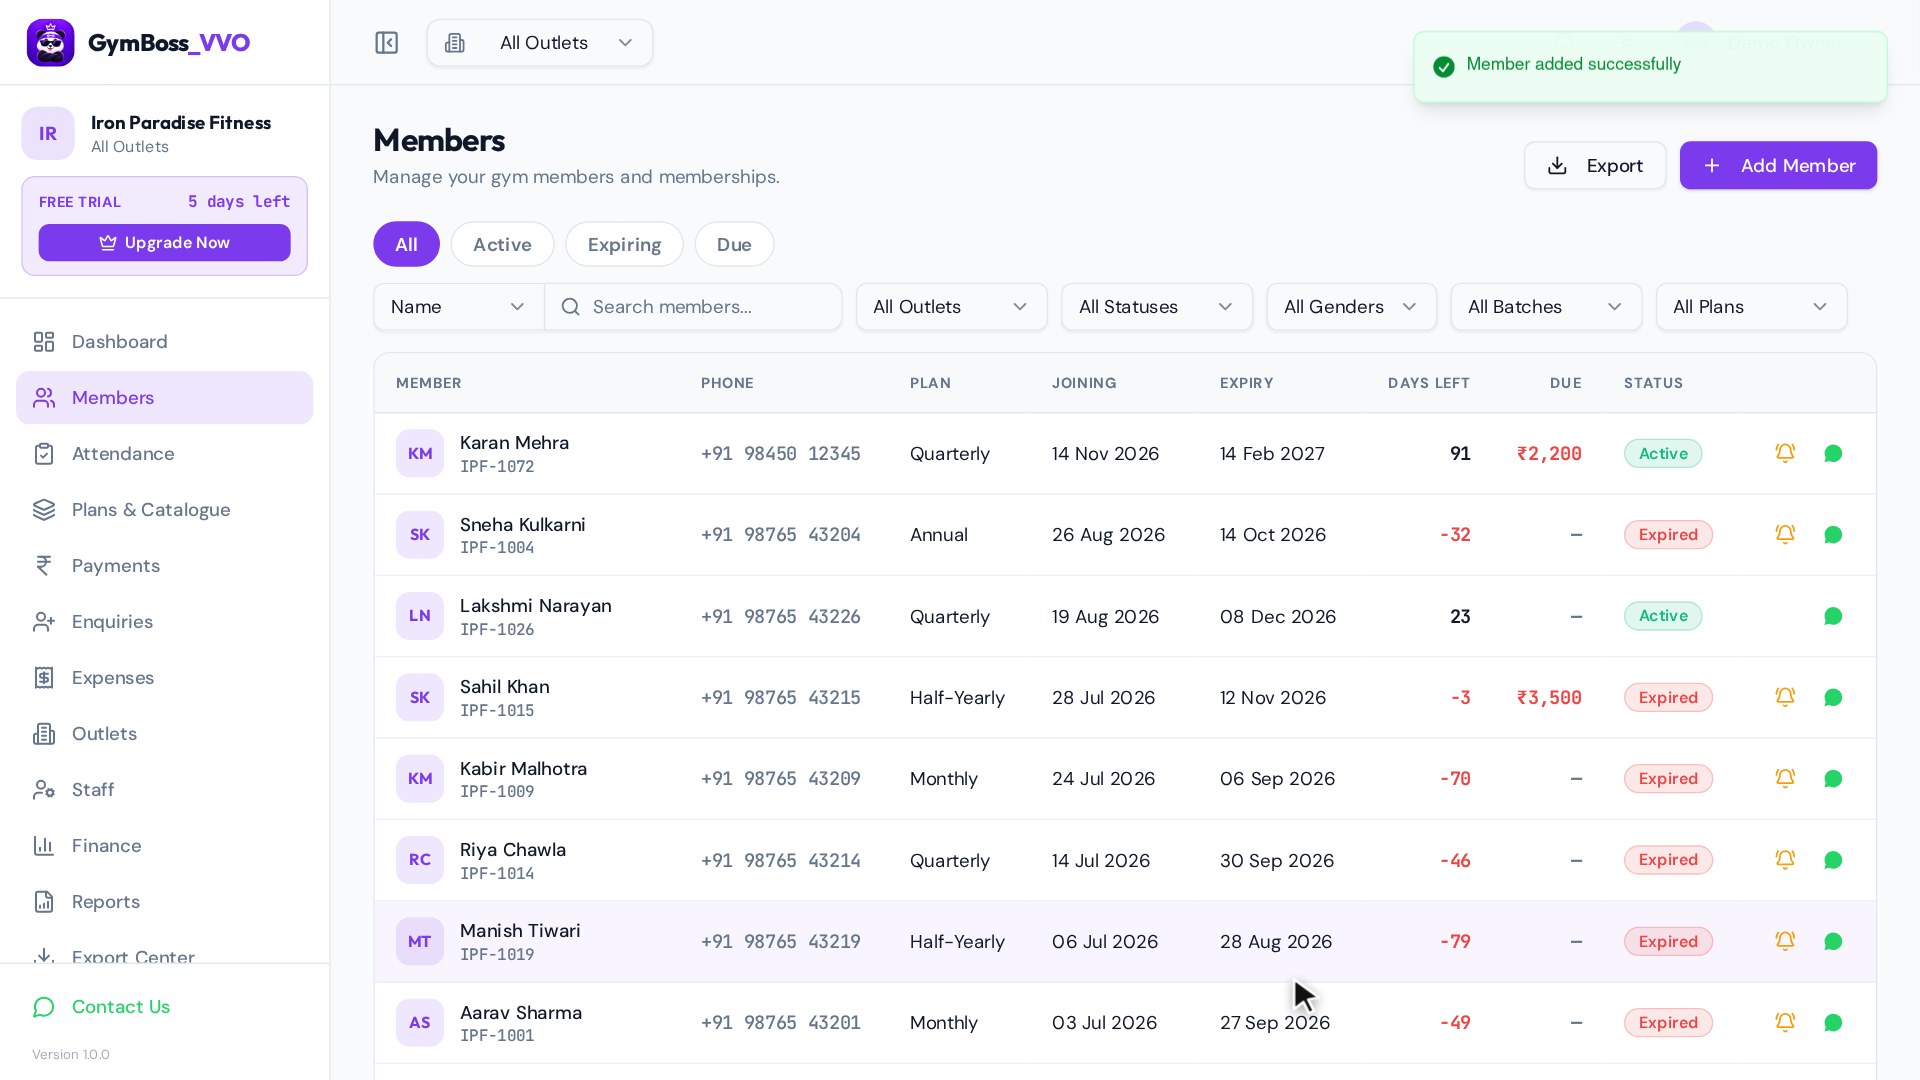 GymBoss_VVO
All Outlets
Member added successfully
IR
Iron Paradise Fitness
All Outlets
FREE TRIAL 5 days left
Upgrade Now
Members
Manage your gym members and memberships.
Export
Add Member
All Active Expiring Due
Name Search members... All Outlets All Statuses All Genders All Batches All Plans
Dashboard
Members
Attendance
Plans & Catalogue
Payments
Enquiries
Expenses
Outlets
Staff
Finance
Reports
Export Center
Contact Us
Version 1.0.0
MEMBER PHONE PLAN JOINING EXPIRY DAYS LEFT DUE STATUS
KM Karan Mehra +91 98450 12345 Quarterly 14 Nov 2026 14 Feb 2027 91 ₹2,200 Active
IPF-1072
SK Sneha Kulkarni +91 98765 43204 Annual 26 Aug 2026 14 Oct 2026 -32 — Expired
IPF-1004
LN Lakshmi Narayan +91 98765 43226 Quarterly 19 Aug 2026 08 Dec 2026 23 — Active
IPF-1026
SK Sahil Khan +91 98765 43215 Half-Yearly 28 Jul 2026 12 Nov 2026 -3 ₹3,500 Expired
IPF-1015
KM Kabir Malhotra +91 98765 43209 Monthly 24 Jul 2026 06 Sep 2026 -70 — Expired
IPF-1009
RC Riya Chawla +91 98765 43214 Quarterly 14 Jul 2026 30 Sep 2026 -46 — Expired
IPF-1014
MT Manish Tiwari +91 98765 43219 Half-Yearly 06 Jul 2026 28 Aug 2026 -79 — Expired
IPF-1019
AS Aarav Sharma +91 98765 43201 Monthly 03 Jul 2026 27 Sep 2026 -49 — Expired
IPF-1001